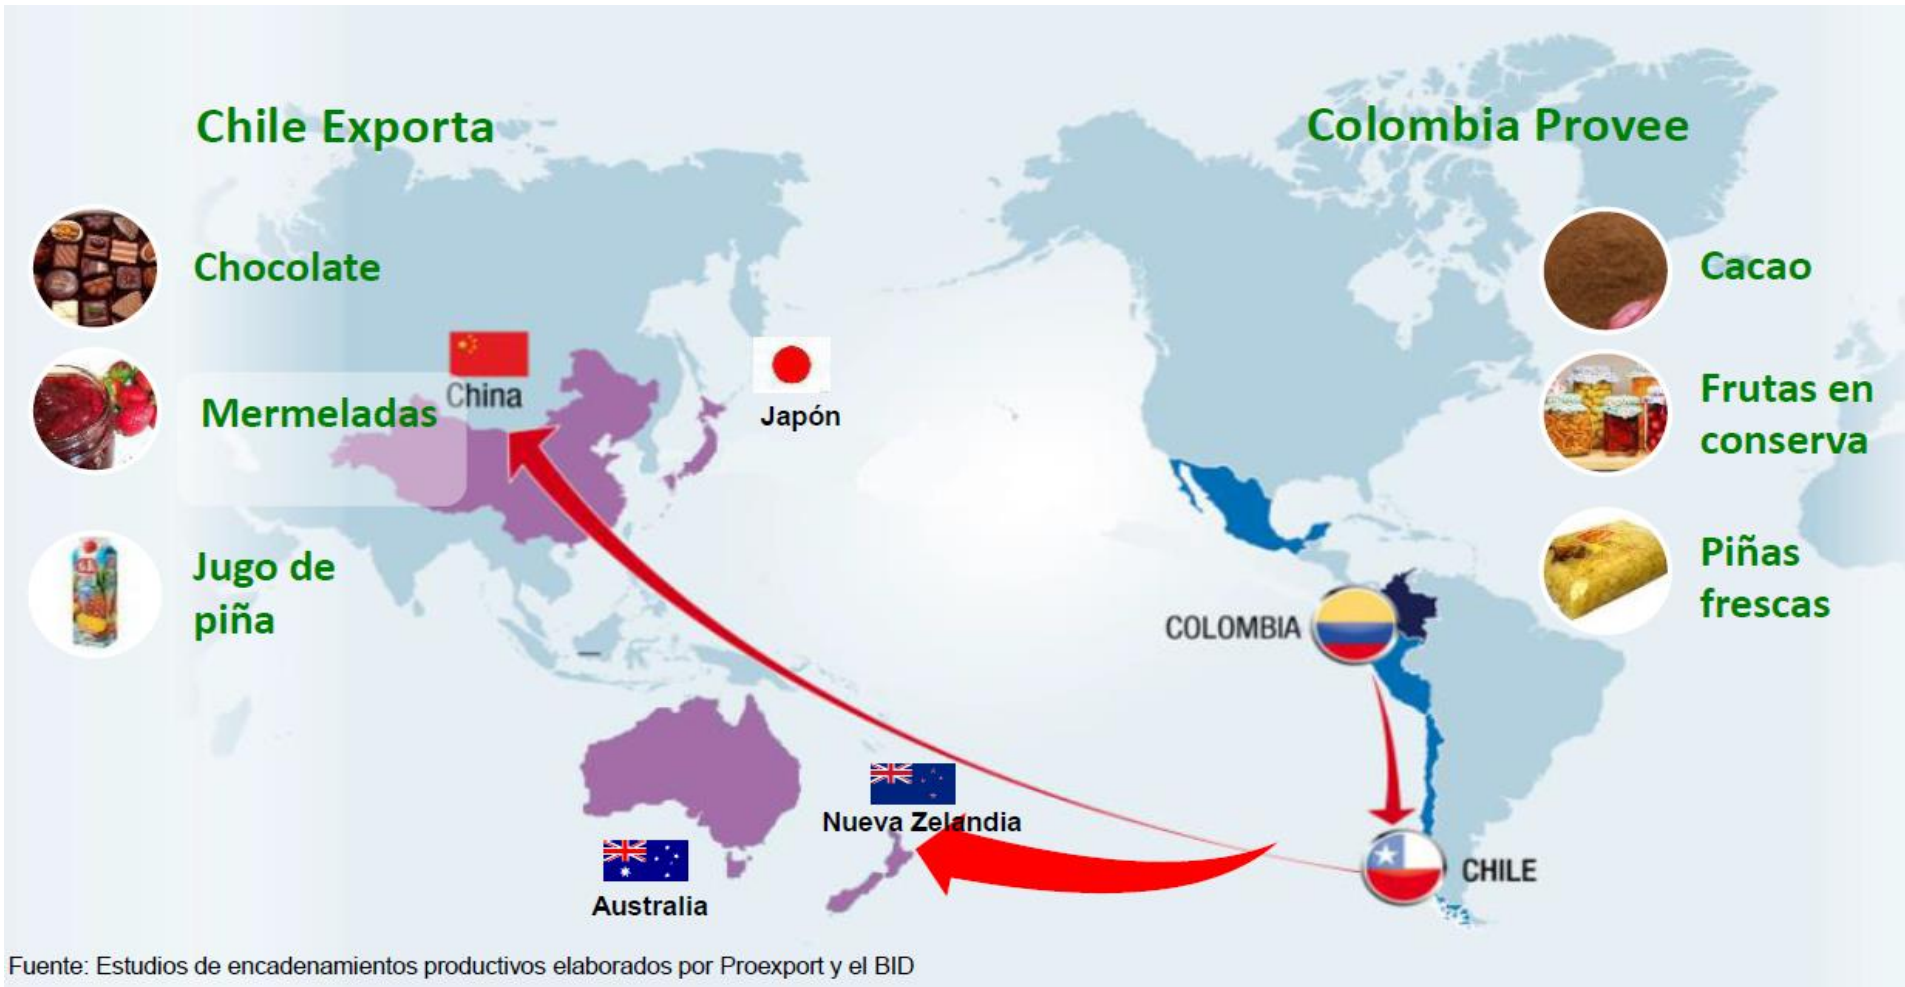 Chile Exporta
Chocolate
Mermeladas
Jugo de
piña
China
Japón
Australia
Nueva Zelandia
COLOMBIA
CHILE
Colombia Provee
Cacao
Frutas en
conserva
Piñas
frescas
Fuente: Estudios de encadenamientos productivos elaborados por Proexport y el BID